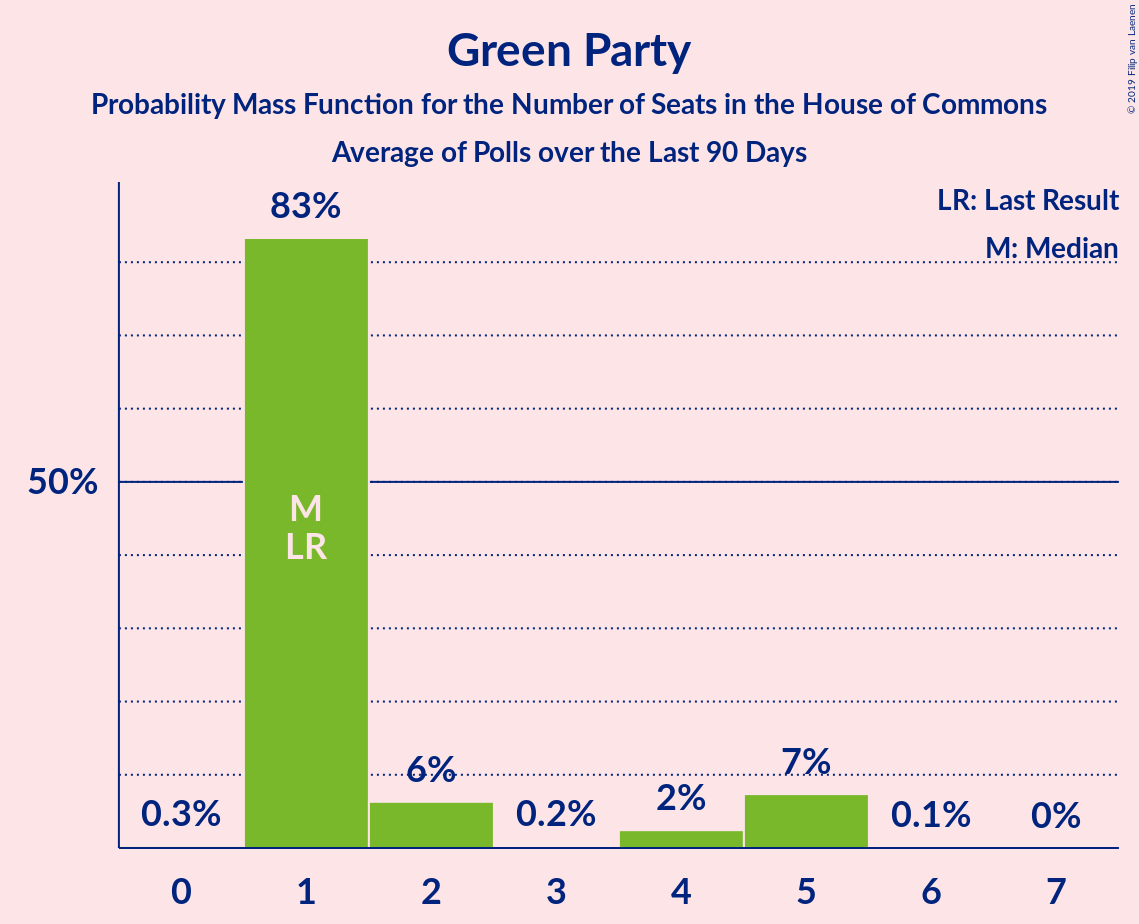 Green Party
Probability Mass Function for the Number of Seats in the House of Commons
Average of Polls over the Last 90 Days
© 2019 Filip van Laenen
LR: Last Result
M: Median
83%
50%
M
LR
0.3%
6%
0.2%
2%
7%
0.1%
0%
0 1 2 3 4 5 6 7